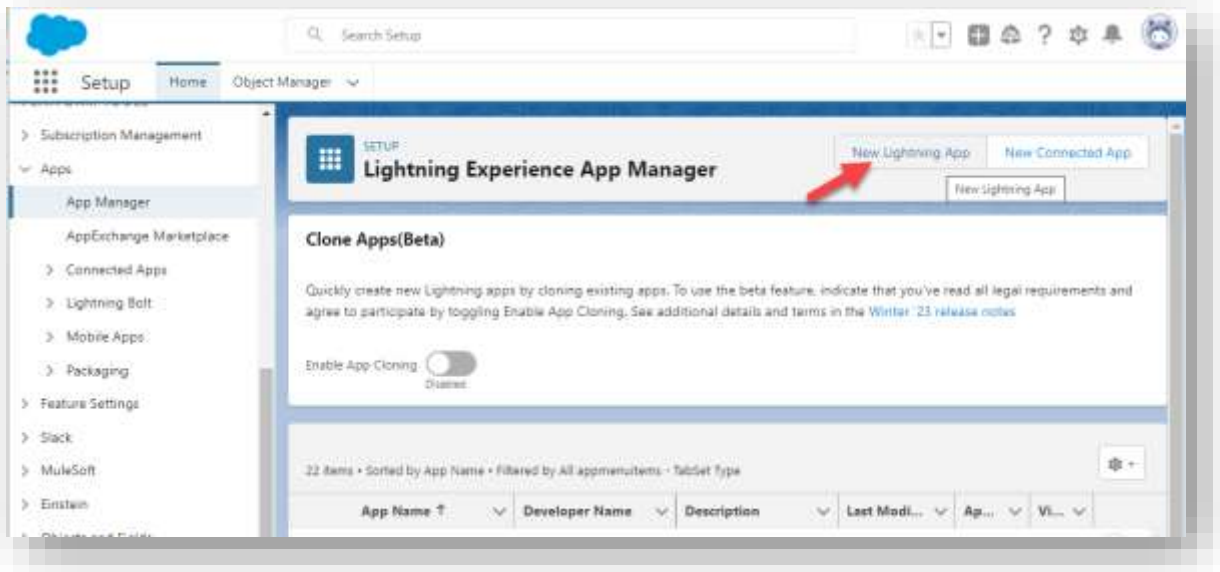 Search Setup
Setup Home Object Manager
Subscription Management
Apps
App Manager
AppExchange Marketplace
Connected Apps
Lightning Bolt
Mobile Apps
Packaging
Feature Settings
Slack
MuleSoft
Einstein
Objects and Fields
SETUP
Lightning Experience App Manager
New Lightning App New Connected App
New Lightning App
Clone Apps(Beta)
Quickly create new Lightning apps by cloning existing apps. To use the beta feature, indicate that you've read all legal requirements and
agree to participate by toggling Enable App Cloning. See additional details and terms in the Winter '23 release notes
Enable App Cloning
Disabled
22 items • Sorted by App Name • Filtered by All appmenuitems - TabSet Type
App Name ↑ Developer Name Description Last Modi... Ap... Vi...